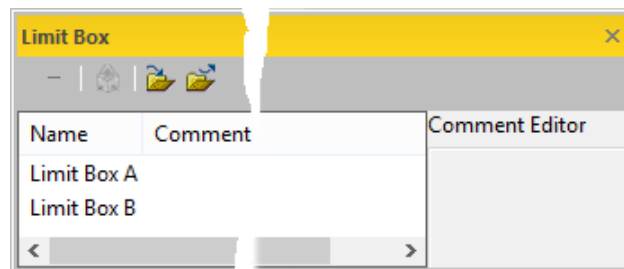 Limit Box
Name Comment
Comment Editor
Limit Box A
Limit Box B